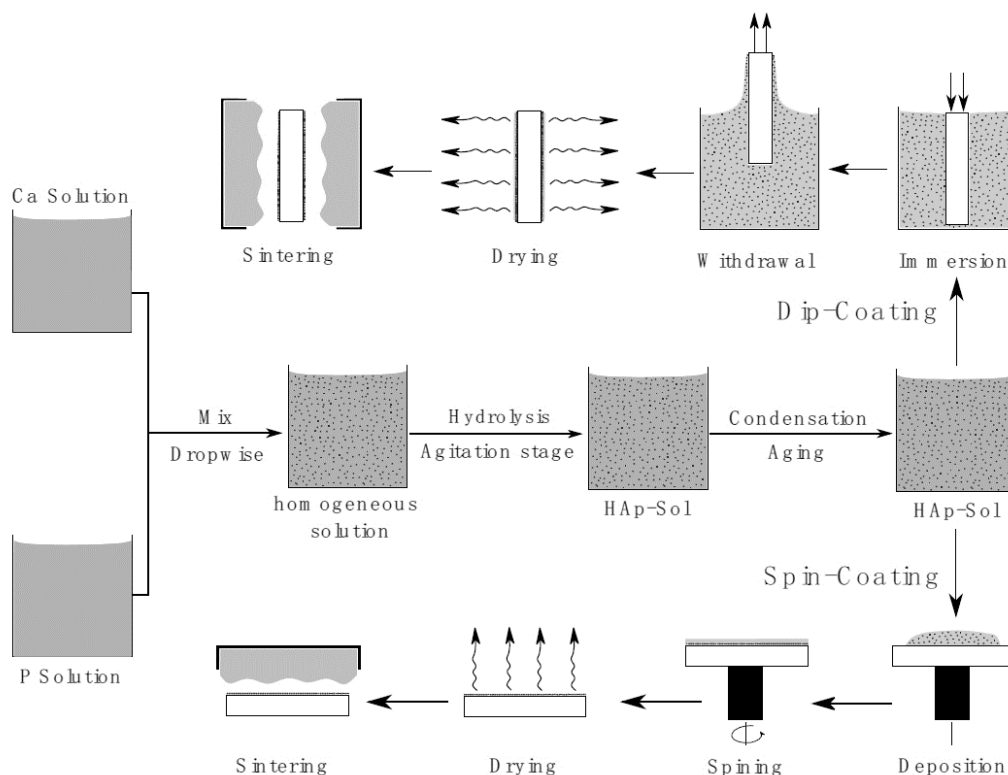 Sintering
Drying
Withdrawal
Immersion
Ca Solution
Dip-Coating
Mix
Dropwise
homogeneous
solution
Hydrolysis
Agitation stage
HAp-Sol
Condensation
Aging
HAp-Sol
Spin-Coating
P Solution
Sintering
Drying
Spining
Deposition